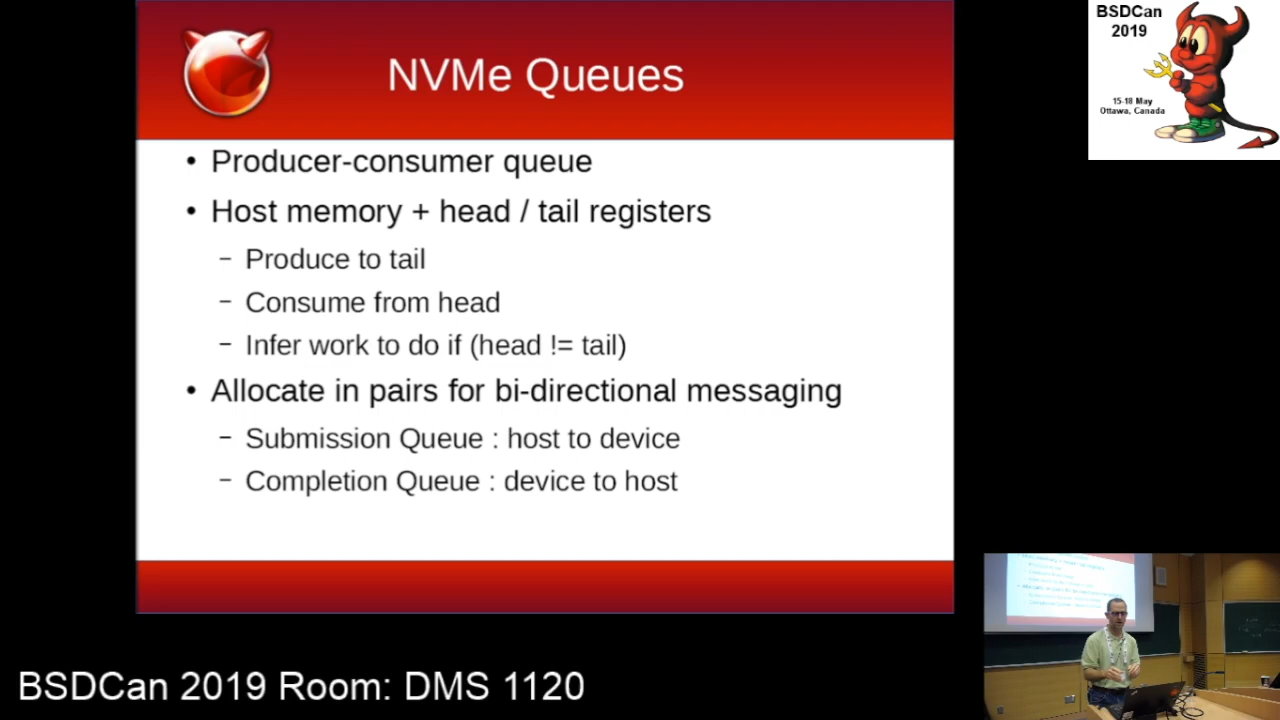 NVMe Queues
• Producer-consumer queue
• Host memory + head / tail registers
– Produce to tail
– Consume from head
– Infer work to do if (head != tail)
• Allocate in pairs for bi-directional messaging
– Submission Queue : host to device
– Completion Queue : device to host
BSDCan
2019
15-18 May
Ottawa, Canada
BSDCan 2019 Room: DMS 1120